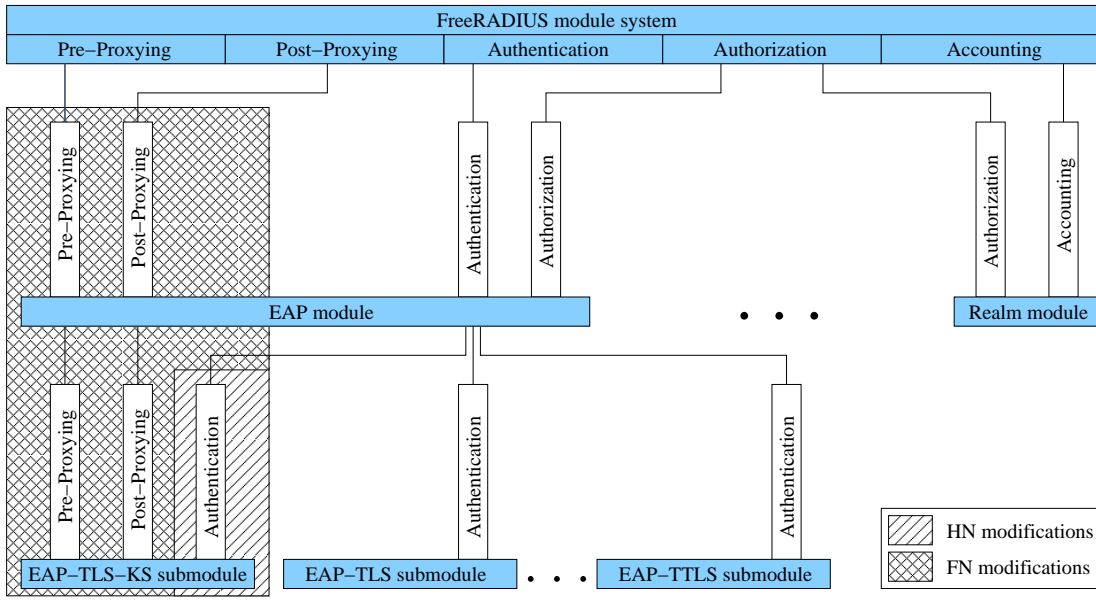 FreeRADIUS module system
Pre−Proxying
Post−Proxying
Authentication
Authorization
Accounting
Pre−Proxying
Post−Proxying
Authentication
Authorization
Authorization
Accounting
EAP module
Realm module
Pre−Proxying
Post−Proxying
Authentication
Authentication
Authentication
EAP−TLS−KS submodule
EAP−TLS submodule
EAP−TTLS submodule
HN modifications
FN modifications